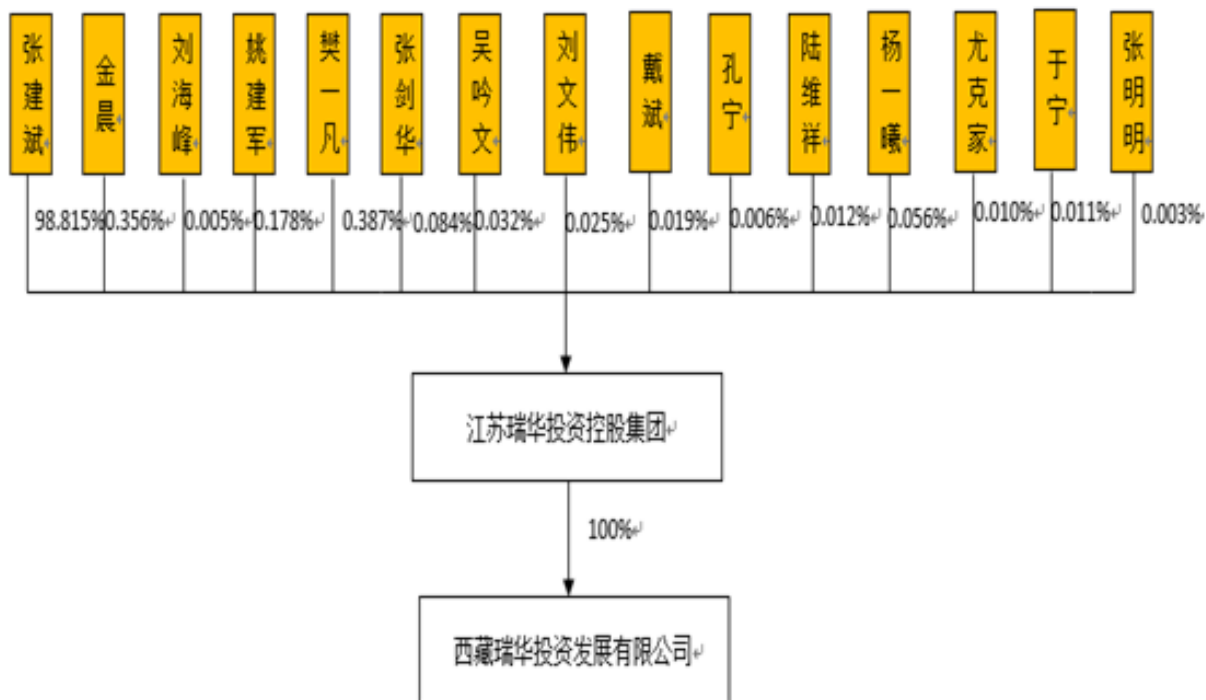 张建斌
金晨
刘海峰
姚建军
樊一凡
张剑华
吴吟文
刘文伟
戴斌
孔宁
陆维祥
杨一曦
尤克家
于宁
张明明
98.815%
0.356%
0.005%
0.178%
0.387%
0.084%
0.032%
0.025%
0.019%
0.006%
0.012%
0.056%
0.010%
0.011%
0.003%
江苏瑞华投资控股集团
100%
西藏瑞华投资发展有限公司